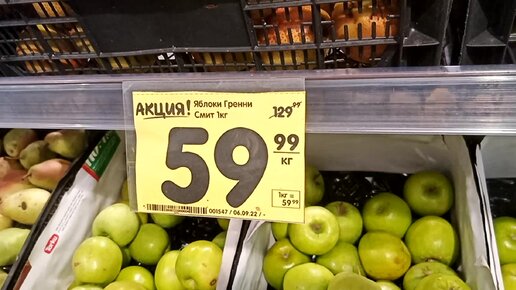 АКЦИЯ!
Яблоки Гренни
Смит 1кг
129⁹⁹
59 99
кг
1кг =
59⁹⁹
001547 / 06.09.22 / -